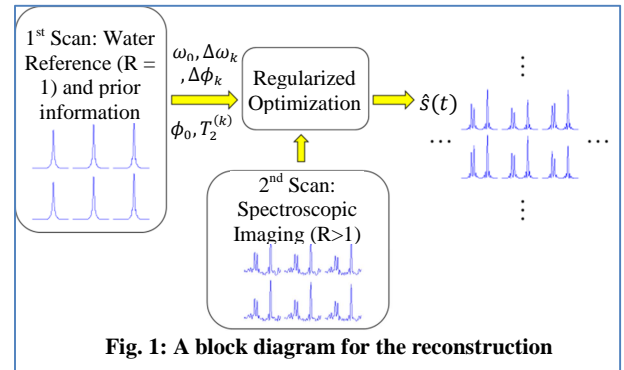 1st Scan: Water
Reference (R =
1) and prior
information
ω₀, Δωₖ
, Δϕₖ
ϕ₀, T₂⁽ᵏ⁾
Regularized
Optimization
ŝ(t)
2nd Scan:
Spectroscopic
Imaging (R>1)
Fig. 1: A block diagram for the reconstruction